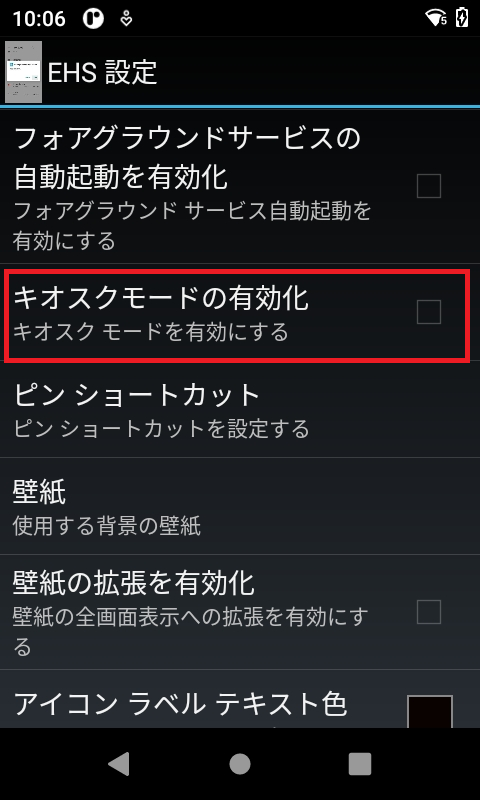 10:06
EHS 設定
フォアグラウンドサービスの
自動起動を有効化
フォアグラウンド サービス自動起動を
有効にする
キオスクモードの有効化
キオスク モードを有効にする
ピン ショートカット
ピン ショートカットを設定する
壁紙
使用する背景の壁紙
壁紙の拡張を有効化
壁紙の全画面表示への拡張を有効にす
る
アイコン ラベル テキスト色